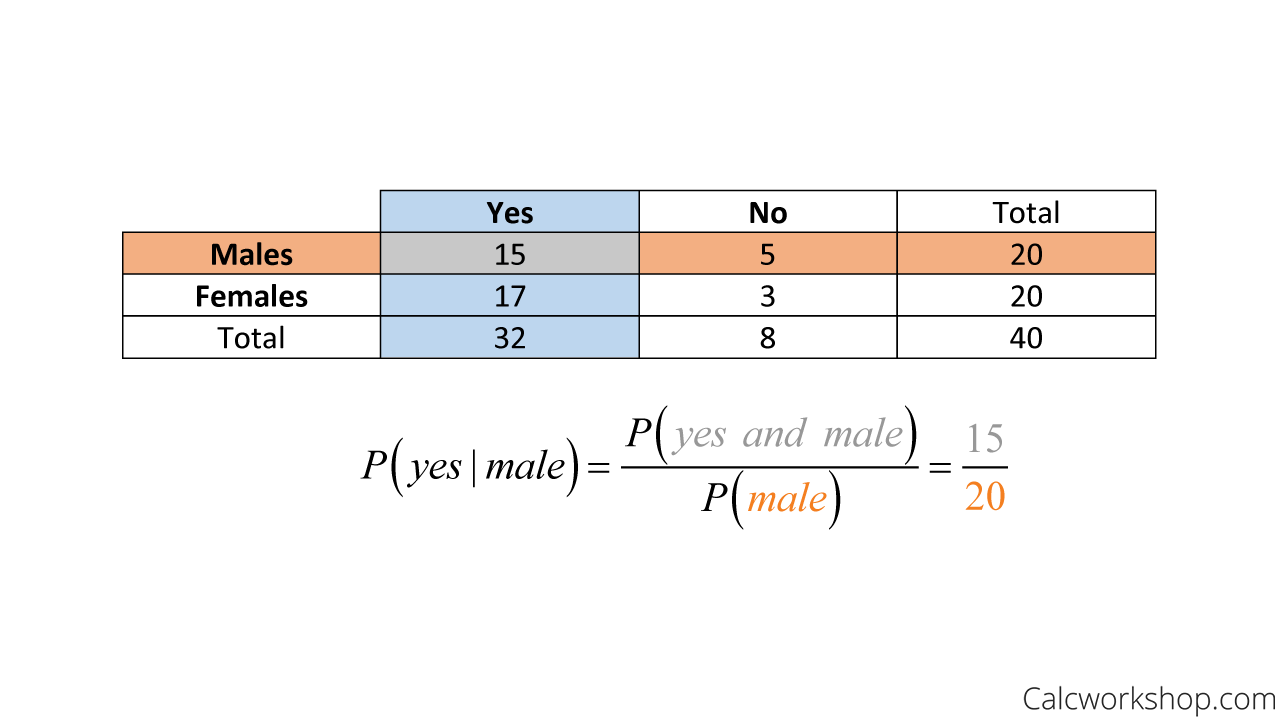 Yes No Total
Males 15 5 20
Females 17 3 20
Total 32 8 40
P(yes | male) = P(yes and male) / P(male) = 15 / 20
Calcworkshop.com